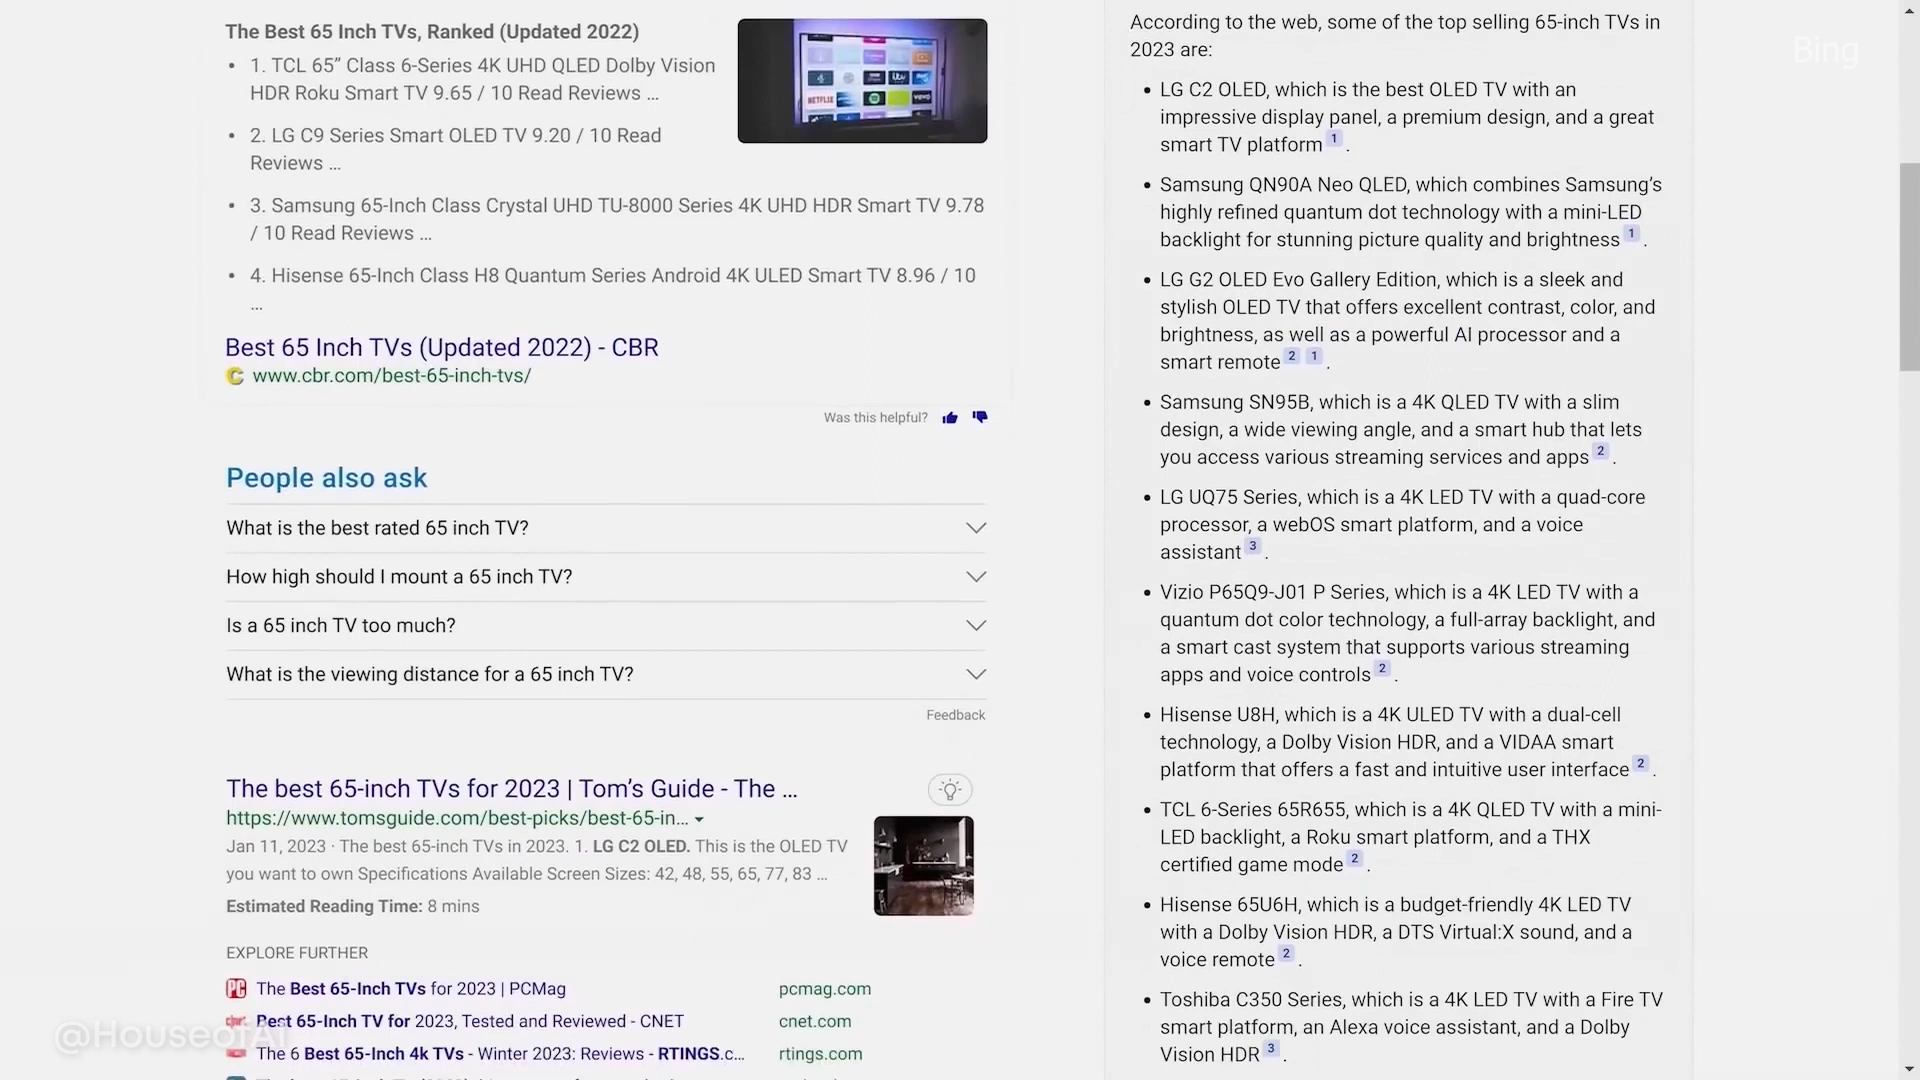 The Best 65 Inch TVs, Ranked (Updated 2022)
• 1. TCL 65” Class 6-Series 4K UHD QLED Dolby Vision
HDR Roku Smart TV 9.65 / 10 Read Reviews ...
• 2. LG C9 Series Smart OLED TV 9.20 / 10 Read
Reviews ...
• 3. Samsung 65-Inch Class Crystal UHD TU-8000 Series 4K UHD HDR Smart TV 9.78
/ 10 Read Reviews ...
• 4. Hisense 65-Inch Class H8 Quantum Series Android 4K ULED Smart TV 8.96 / 10
...
NETFLIX
itv
Best 65 Inch TVs (Updated 2022) - CBR
www.cbr.com/best-65-inch-tvs/
Was this helpful?
People also ask
What is the best rated 65 inch TV?
How high should I mount a 65 inch TV?
Is a 65 inch TV too much?
What is the viewing distance for a 65 inch TV?
Feedback
The best 65-inch TVs for 2023 | Tom’s Guide - The ...
https://www.tomsguide.com/best-picks/best-65-in...
Jan 11, 2023 · The best 65-inch TVs in 2023. 1. LG C2 OLED. This is the OLED TV
you want to own Specifications Available Screen Sizes: 42, 48, 55, 65, 77, 83 ...
Estimated Reading Time: 8 mins
EXPLORE FURTHER
PC The Best 65-Inch TVs for 2023 | PCMag pcmag.com
Best 65-Inch TV for 2023, Tested and Reviewed - CNET cnet.com
The 6 Best 65-Inch 4k TVs - Winter 2023: Reviews - RTINGS.c... rtings.com
@HouseofAI
According to the web, some of the top selling 65-inch TVs in
2023 are:
• LG C2 OLED, which is the best OLED TV with an
impressive display panel, a premium design, and a great
smart TV platform 1 .
• Samsung QN90A Neo QLED, which combines Samsung’s
highly refined quantum dot technology with a mini-LED
backlight for stunning picture quality and brightness 1 .
• LG G2 OLED Evo Gallery Edition, which is a sleek and
stylish OLED TV that offers excellent contrast, color, and
brightness, as well as a powerful AI processor and a
smart remote 2 1 .
• Samsung SN95B, which is a 4K QLED TV with a slim
design, a wide viewing angle, and a smart hub that lets
you access various streaming services and apps 2 .
• LG UQ75 Series, which is a 4K LED TV with a quad-core
processor, a webOS smart platform, and a voice
assistant 3 .
• Vizio P65Q9-J01 P Series, which is a 4K LED TV with a
quantum dot color technology, a full-array backlight, and
a smart cast system that supports various streaming
apps and voice controls 2 .
• Hisense U8H, which is a 4K ULED TV with a dual-cell
technology, a Dolby Vision HDR, and a VIDAA smart
platform that offers a fast and intuitive user interface 2 .
• TCL 6-Series 65R655, which is a 4K QLED TV with a mini-
LED backlight, a Roku smart platform, and a THX
certified game mode 2 .
• Hisense 65U6H, which is a budget-friendly 4K LED TV
with a Dolby Vision HDR, a DTS Virtual:X sound, and a
voice remote 2 .
• Toshiba C350 Series, which is a 4K LED TV with a Fire TV
smart platform, an Alexa voice assistant, and a Dolby
Vision HDR 3 .
Bing